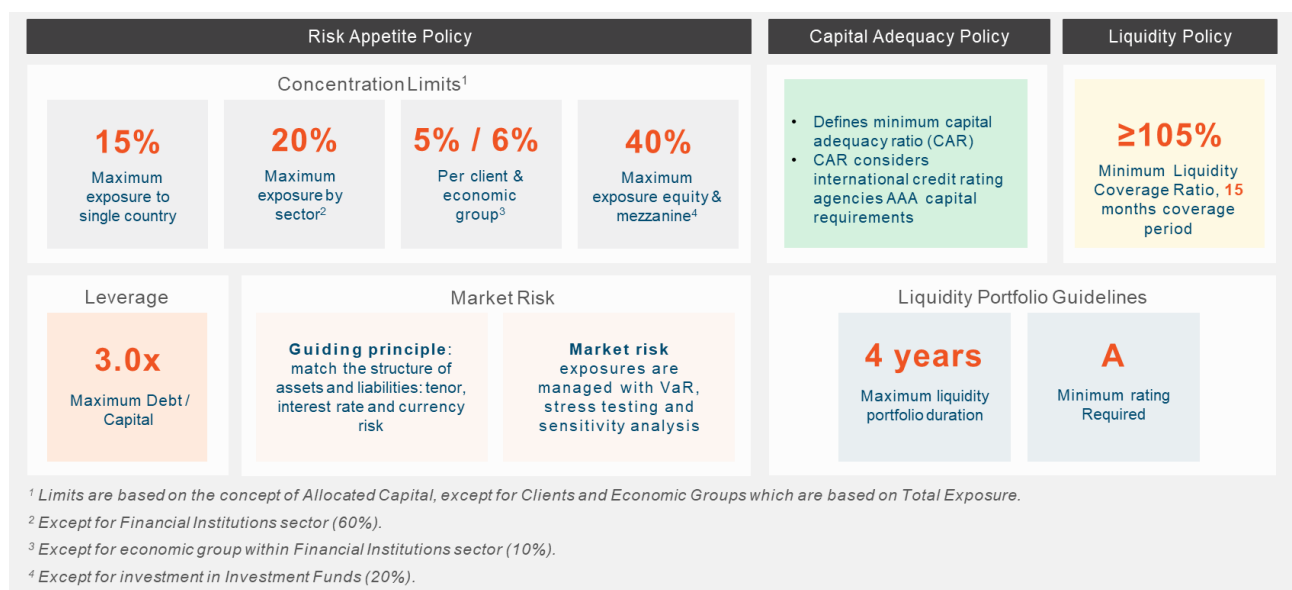 Risk Appetite Policy
Capital Adequacy Policy
Liquidity Policy
Concentration Limits¹
15%
Maximum
exposure to
single country
20%
Maximum
exposure by
sector²
5% / 6%
Per client &
economic
group³
40%
Maximum
exposure equity &
mezzanine⁴
• Defines minimum capital
adequacy ratio (CAR)
• CAR considers
international credit rating
agencies AAA capital
requirements
≥105%
Minimum Liquidity
Coverage Ratio, 15
months coverage
period
Leverage
3.0x
Maximum Debt /
Capital
Market Risk
Guiding principle:
match the structure of
assets and liabilities: tenor,
interest rate and currency
risk
Market risk
exposures are
managed with VaR,
stress testing and
sensitivity analysis
Liquidity Portfolio Guidelines
4 years
Maximum liquidity
portfolio duration
A
Minimum rating
Required
¹ Limits are based on the concept of Allocated Capital, except for Clients and Economic Groups which are based on Total Exposure.
² Except for Financial Institutions sector (60%).
³ Except for economic group within Financial Institutions sector (10%).
⁴ Except for investment in Investment Funds (20%).